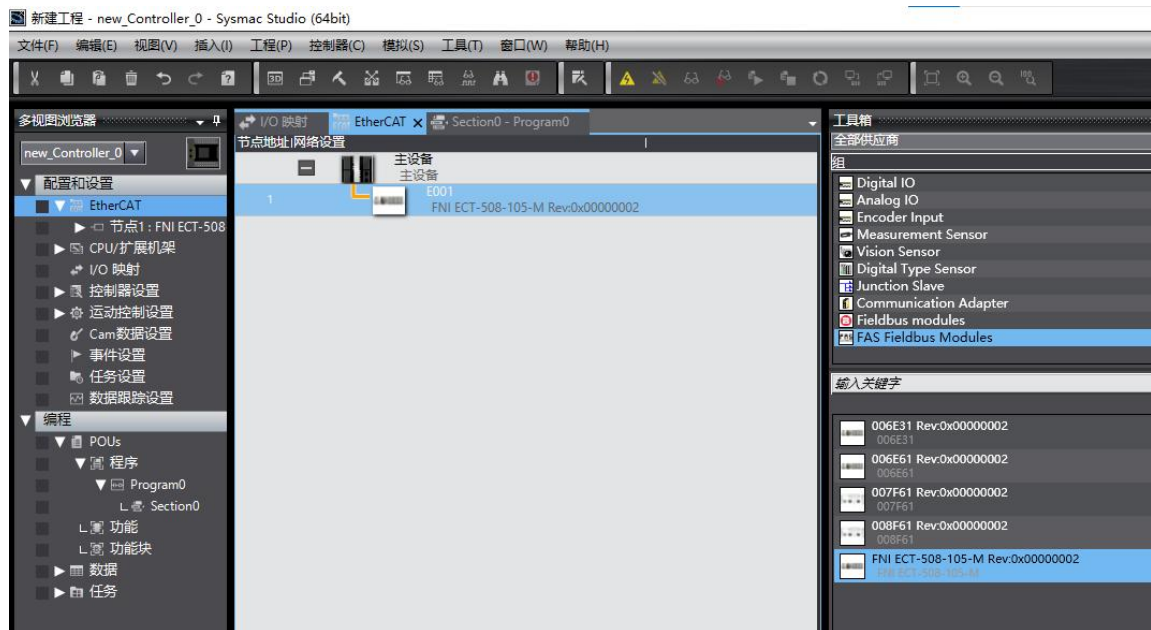 新建工程 - new_Controller_0 - Sysmac Studio (64bit)
文件(F) 编辑(E) 视图(V) 插入(I) 工程(P) 控制器(C) 模拟(S) 工具(T) 窗口(W) 帮助(H)
多视图浏览器
new_Controller_0
配置和设置
EtherCAT
节点1 : FNI ECT-508
CPU/扩展机架
I/O 映射
控制器设置
运动控制设置
Cam数据设置
事件设置
任务设置
数据跟踪设置
编程
POUs
程序
Program0
Section0
功能
功能块
数据
任务
I/O 映射 EtherCAT Section0 - Program0
节点地址|网络设置
主设备
主设备
1
E001
FNI ECT-508-105-M Rev:0x00000002
工具箱
全部供应商
组
Digital IO
Analog IO
Encoder Input
Measurement Sensor
Vision Sensor
Digital Type Sensor
Junction Slave
Communication Adapter
Fieldbus modules
FAS Fieldbus Modules
输入关键字
006E31 Rev:0x00000002
006E31
006E61 Rev:0x00000002
006E61
007F61 Rev:0x00000002
007F61
008F61 Rev:0x00000002
008F61
FNI ECT-508-105-M Rev:0x00000002
FNI ECT-508-105-M